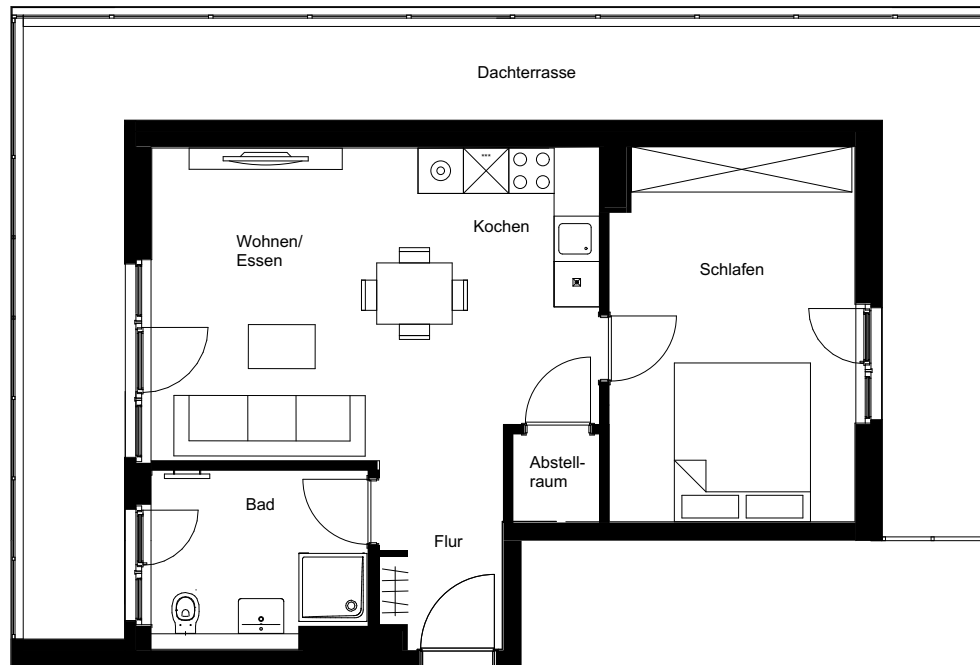 Dachterrasse
Kochen
Wohnen/
Essen
Schlafen
Abstell-
raum
Bad
Flur